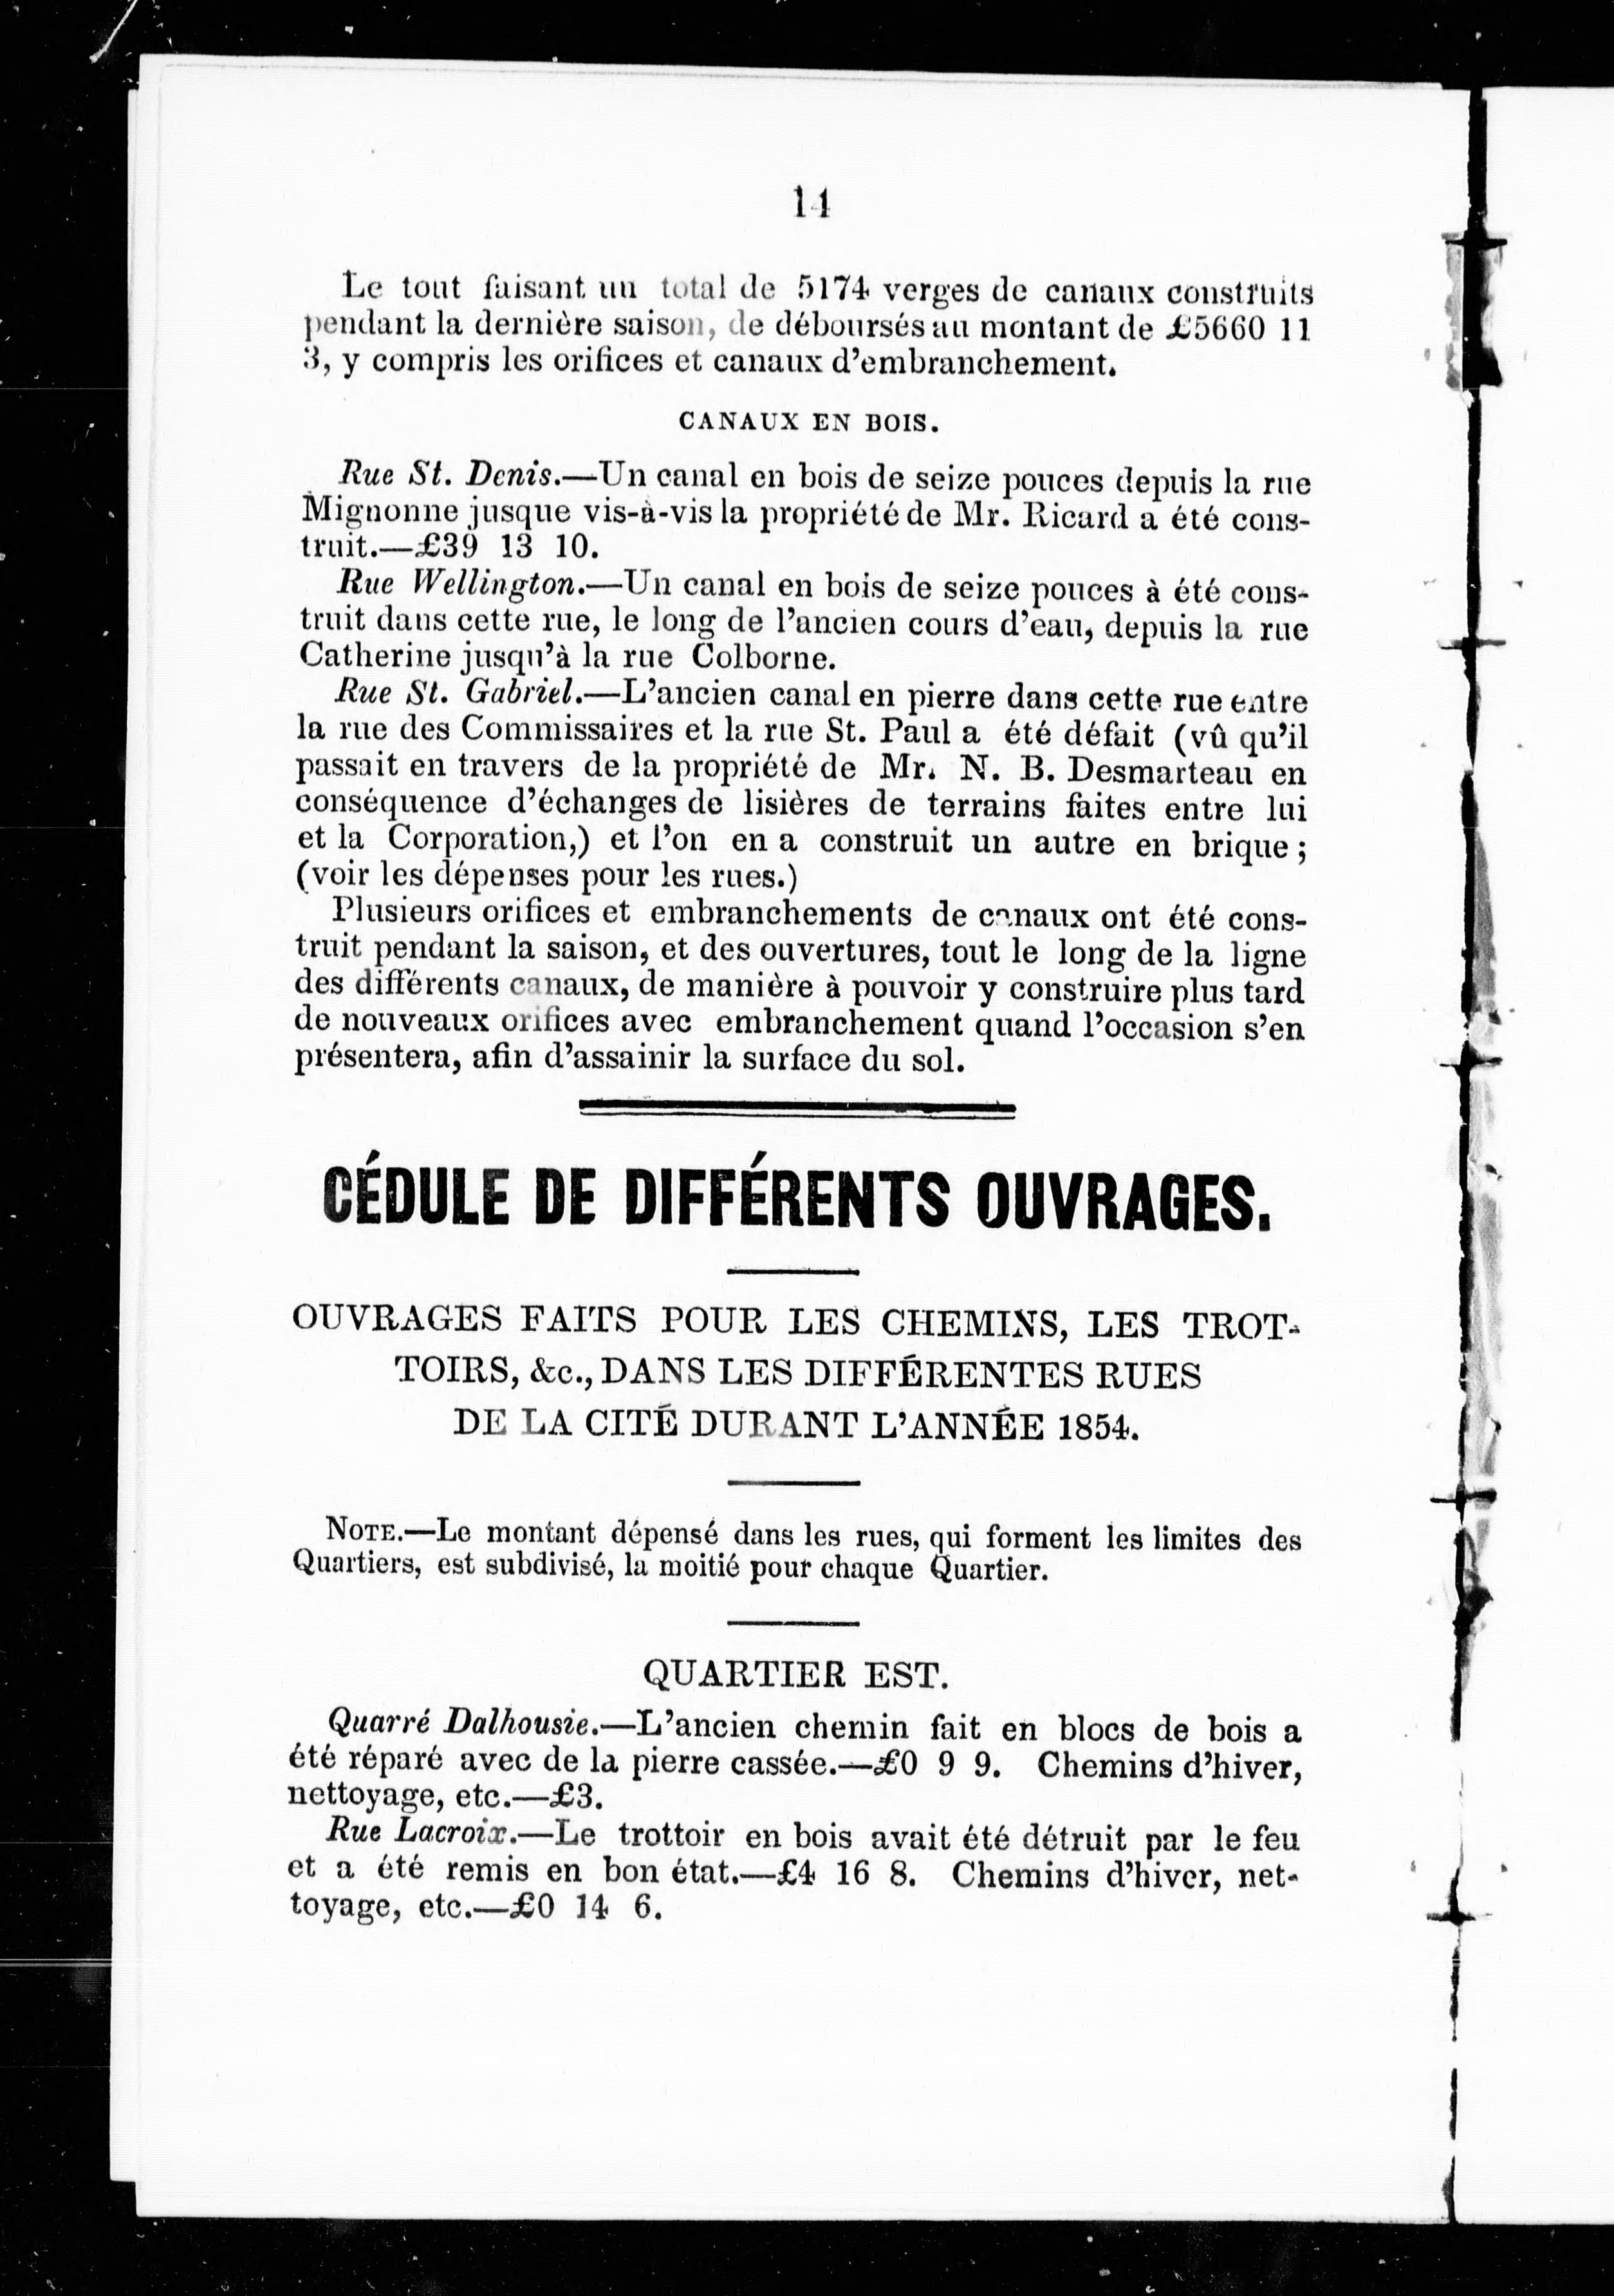 14
Le tout faisant un total de 5174 verges de canaux construits
pendant la dernière saison, de déboursés au montant de £5660 11
3, y compris les orifices et canaux d'embranchement.
CANAUX EN BOIS.
Rue St. Denis.—Un canal en bois de seize pouces depuis la rue
Mignonne jusque vis-à-vis la propriété de Mr. Ricard a été cons-
truit.—£39 13 10.
Rue Wellington.—Un canal en bois de seize pouces à été cons-
truit dans cette rue, le long de l'ancien cours d'eau, depuis la rue
Catherine jusqu'à la rue Colborne.
Rue St. Gabriel.—L'ancien canal en pierre dans cette rue entre
la rue des Commissaires et la rue St. Paul a été défait (vû qu'il
passait en travers de la propriété de Mr. N. B. Desmarteau en
conséquence d'échanges de lisières de terrains faites entre lui
et la Corporation,) et l'on en a construit un autre en brique ;
(voir les dépenses pour les rues.)
Plusieurs orifices et embranchements de canaux ont été cons-
truit pendant la saison, et des ouvertures, tout le long de la ligne
des différents canaux, de manière à pouvoir y construire plus tard
de nouveaux orifices avec embranchement quand l'occasion s'en
présentera, afin d'assainir la surface du sol.
CÉDULE DE DIFFÉRENTS OUVRAGES.
OUVRAGES FAITS POUR LES CHEMINS, LES TROT-
TOIRS, &c., DANS LES DIFFÉRENTES RUES
DE LA CITÉ DURANT L'ANNÉE 1854.
NOTE.—Le montant dépensé dans les rues, qui forment les limites des
Quartiers, est subdivisé, la moitié pour chaque Quartier.
QUARTIER EST.
Quarré Dalhousie.—L'ancien chemin fait en blocs de bois a
été réparé avec de la pierre cassée.—£0 9 9. Chemins d'hiver,
nettoyage, etc.—£3.
Rue Lacroix.—Le trottoir en bois avait été détruit par le feu
et a été remis en bon état.—£4 16 8. Chemins d'hiver, net-
toyage, etc.—£0 14 6.